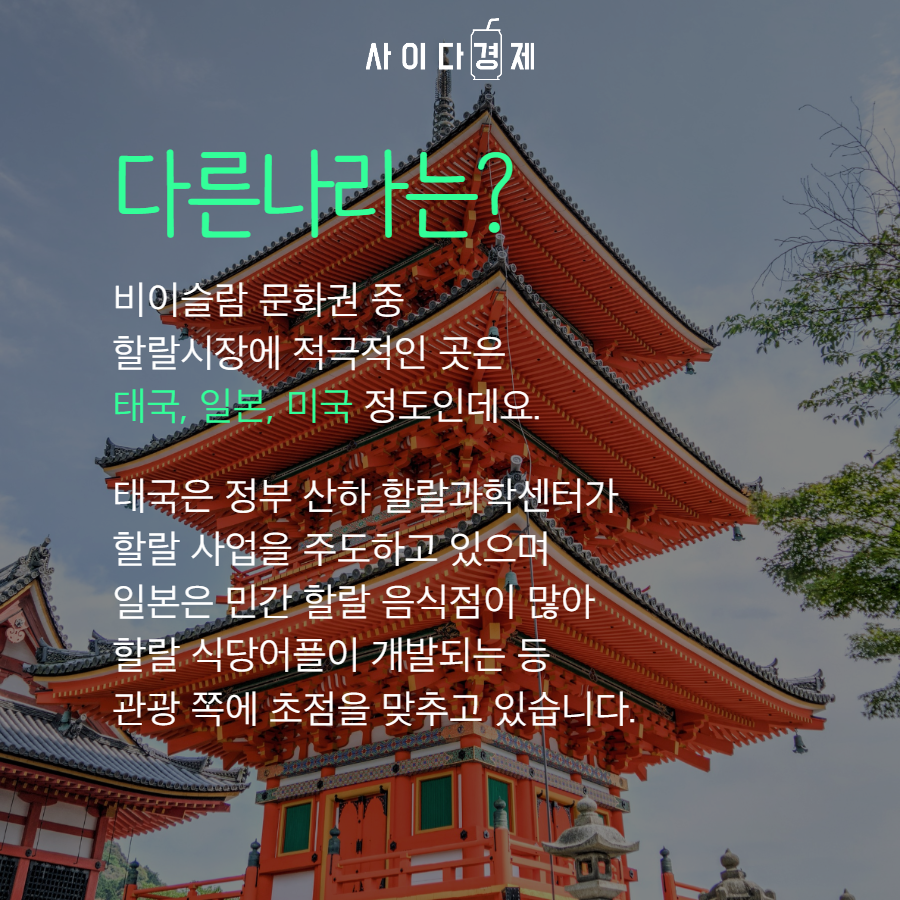 사이다경제
다른나라는?
비이슬람 문화권 중
할랄시장에 적극적인 곳은
태국, 일본, 미국 정도인데요.
태국은 정부 산하 할랄과학센터가
할랄 사업을 주도하고 있으며
일본은 민간 할랄 음식점이 많아
할랄 식당어플이 개발되는 등
관광 쪽에 초점을 맞추고 있습니다.